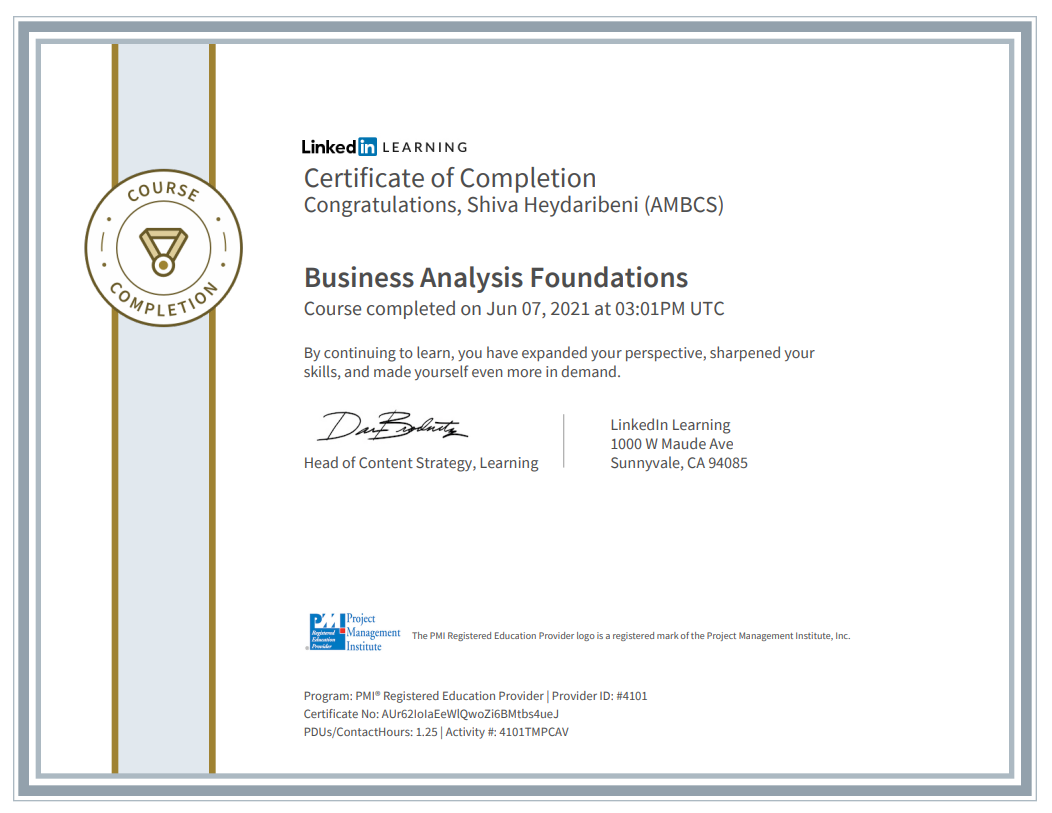 COURSE
COMPLETION
Linked in LEARNING
Certificate of Completion
Congratulations, Shiva Heydaribeni (AMBCS)
Business Analysis Foundations
Course completed on Jun 07, 2021 at 03:01PM UTC
By continuing to learn, you have expanded your perspective, sharpened your
skills, and made yourself even more in demand.
Head of Content Strategy, Learning
LinkedIn Learning
1000 W Maude Ave
Sunnyvale, CA 94085
PMI
Registered
Education
Provider
®
Project
Management
Institute
The PMI Registered Education Provider logo is a registered mark of the Project Management Institute, Inc.
Program: PMI® Registered Education Provider | Provider ID: #4101
Certificate No: AUr62IoIaEeWlQwoZi6BMtbs4ueJ
PDUs/ContactHours: 1.25 | Activity #: 4101TMPCAV